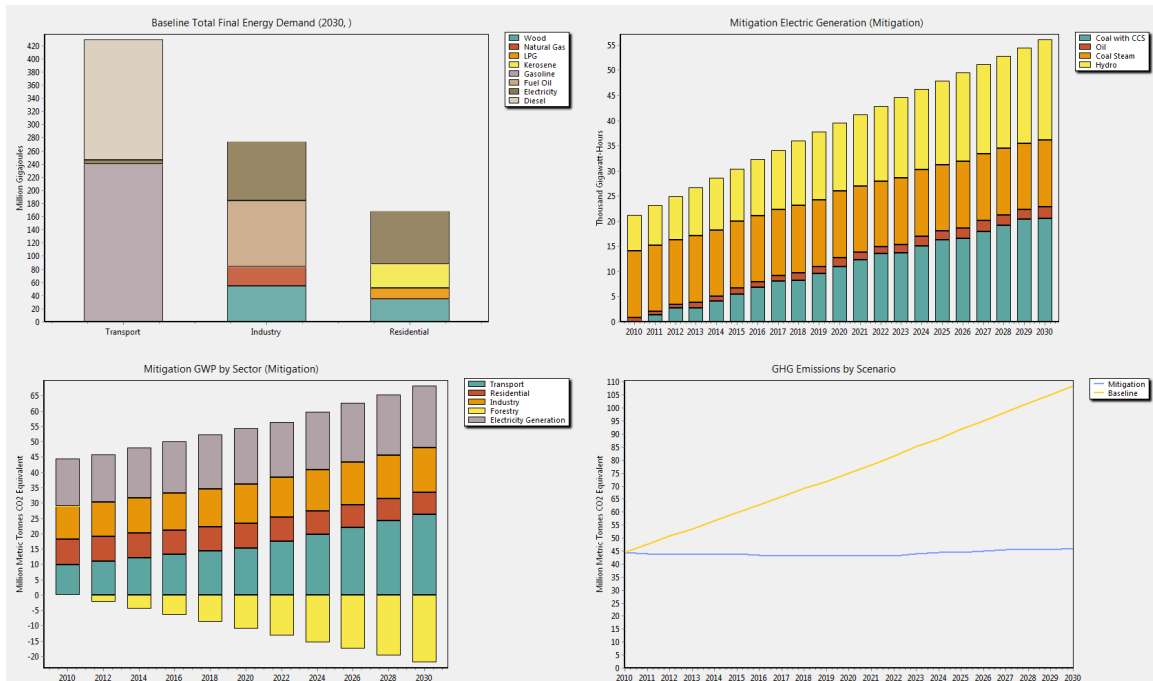 Baseline Total Final Energy Demand (2030, )
Million Gigajoules
420
400
380
360
340
320
300
280
260
240
220
200
180
160
140
120
100
80
60
40
20
0
Transport Industry Residential
Wood
Natural Gas
LPG
Kerosene
Gasoline
Fuel Oil
Electricity
Diesel
Mitigation Electric Generation (Mitigation)
Thousand Gigawatt-Hours
55
50
45
40
35
30
25
20
15
10
5
0
2010 2011 2012 2013 2014 2015 2016 2017 2018 2019 2020 2021 2022 2023 2024 2025 2026 2027 2028 2029 2030
Coal with CCS
Oil
Coal Steam
Hydro
Mitigation GWP by Sector (Mitigation)
Million Metric Tonnes CO2 Equivalent
65
60
55
50
45
40
35
30
25
20
15
10
5
0
-5
-10
-15
-20
2010 2012 2014 2016 2018 2020 2022 2024 2026 2028 2030
Transport
Residential
Industry
Forestry
Electricity Generation
GHG Emissions by Scenario
Million Metric Tonnes CO2 Equivalent
110
105
100
95
90
85
80
75
70
65
60
55
50
45
40
35
30
25
20
15
10
5
0
2010 2011 2012 2013 2014 2015 2016 2017 2018 2019 2020 2021 2022 2023 2024 2025 2026 2027 2028 2029 2030
Mitigation
Baseline